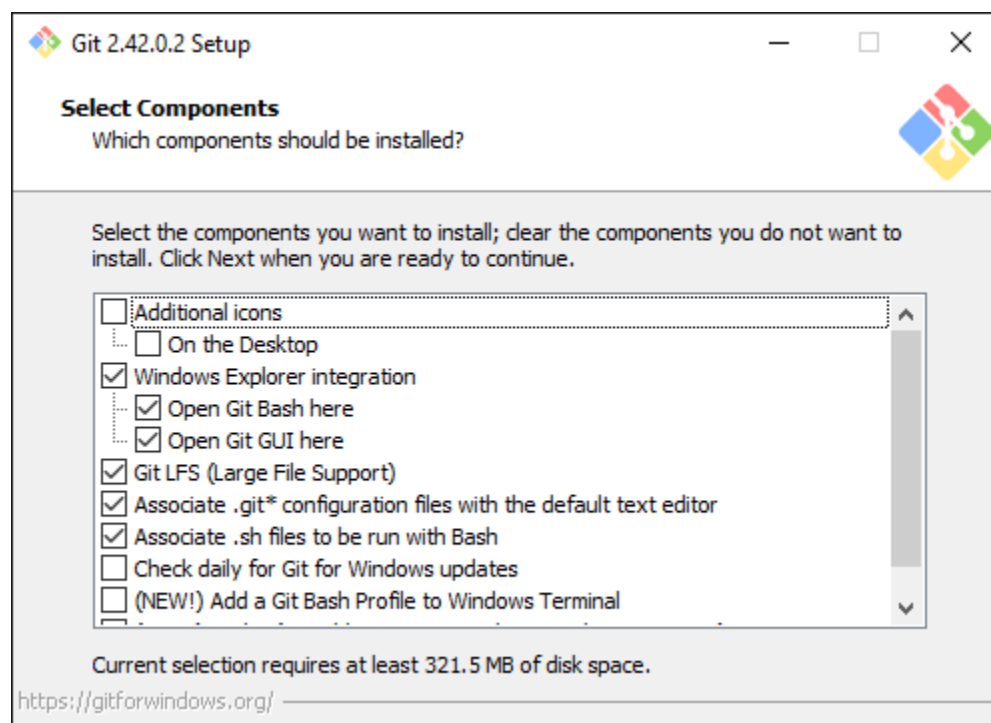 Git 2.42.0.2 Setup
Select Components
Which components should be installed?
Select the components you want to install; clear the components you do not want to
install. Click Next when you are ready to continue.
Additional icons
On the Desktop
Windows Explorer integration
Open Git Bash here
Open Git GUI here
Git LFS (Large File Support)
Associate .git* configuration files with the default text editor
Associate .sh files to be run with Bash
Check daily for Git for Windows updates
(NEW!) Add a Git Bash Profile to Windows Terminal
Current selection requires at least 321.5 MB of disk space.
https://gitforwindows.org/